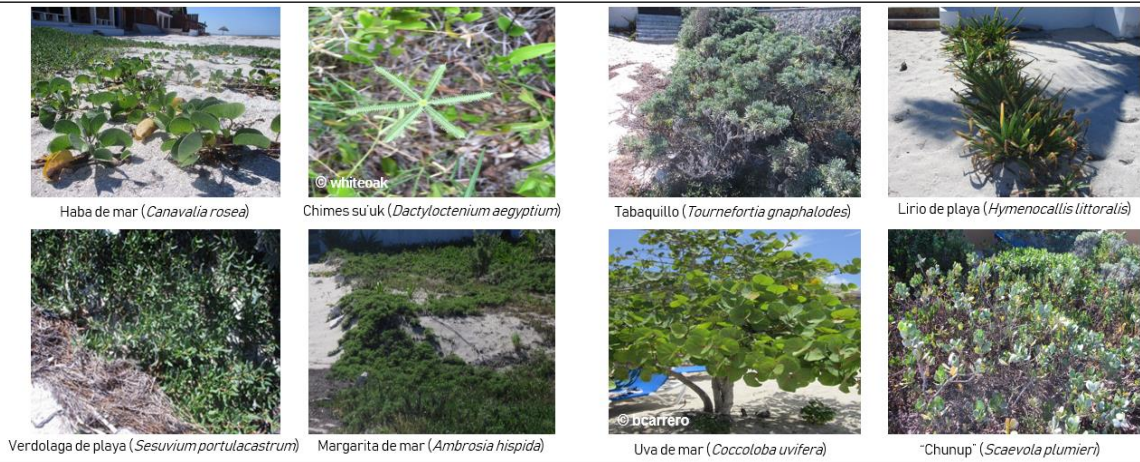 © whiteoak
Haba de mar (Canavalia rosea)
Chimes su'uk (Dactyloctenium aegyptium)
Tabaquillo (Tournefortia gnaphalodes)
Lirio de playa (Hymenocallis littoralis)
© bcarrero
Verdolaga de playa (Sesuvium portulacastrum)
Margarita de mar (Ambrosia hispida)
Uva de mar (Coccoloba uvifera)
"Chunup" (Scaevola plumieri)